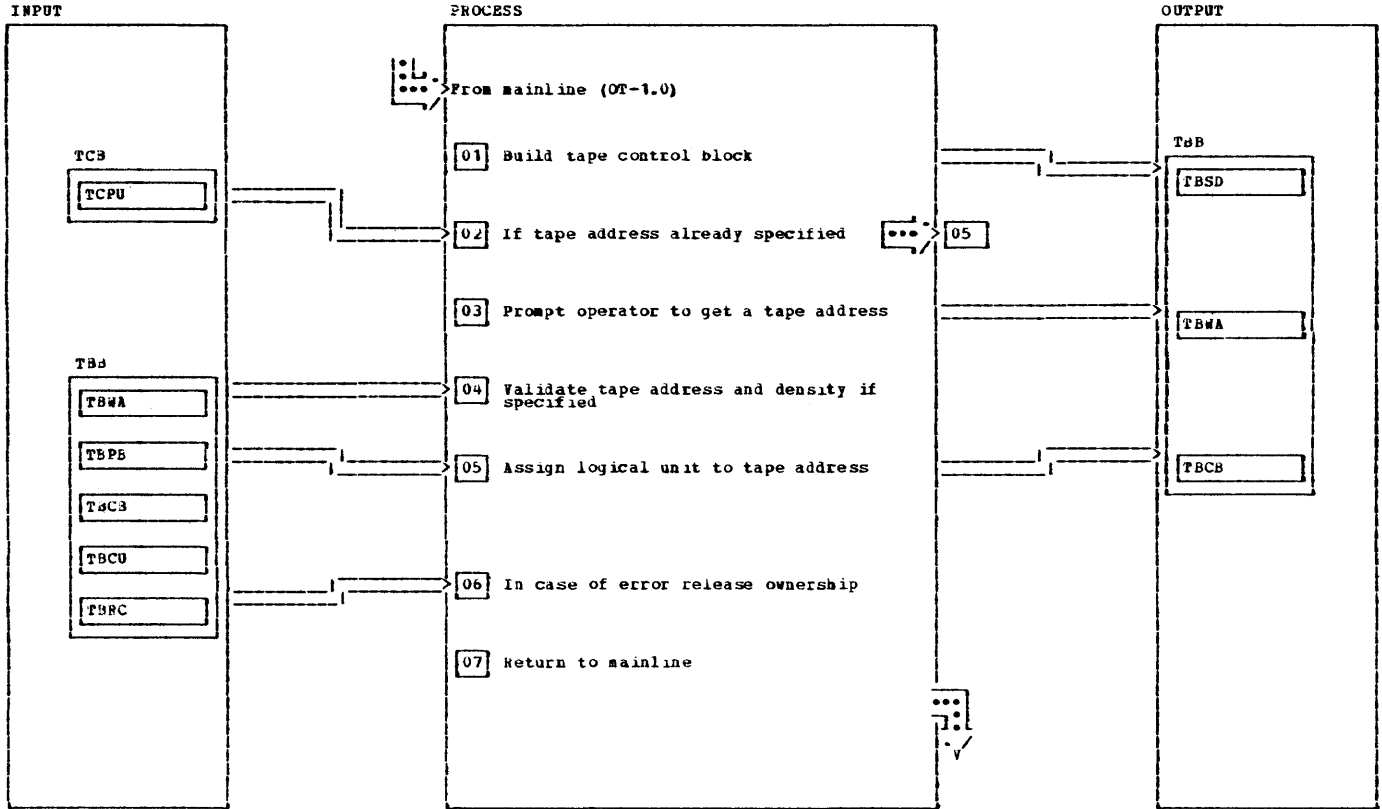 INPUT
PROCESS
OUTPUT
From mainline (OT-1.0)
TCB
TCPU
01 Build tape control block
TBB
TBSD
02 If tape address already specified
05
03 Prompt operator to get a tape address
TBWA
TBB
TBWA
TBPB
TBCB
TBCU
TBRC
04 Validate tape address and density if
specified
05 Assign logical unit to tape address
TBCB
06 In case of error release ownership
07 Return to mainline